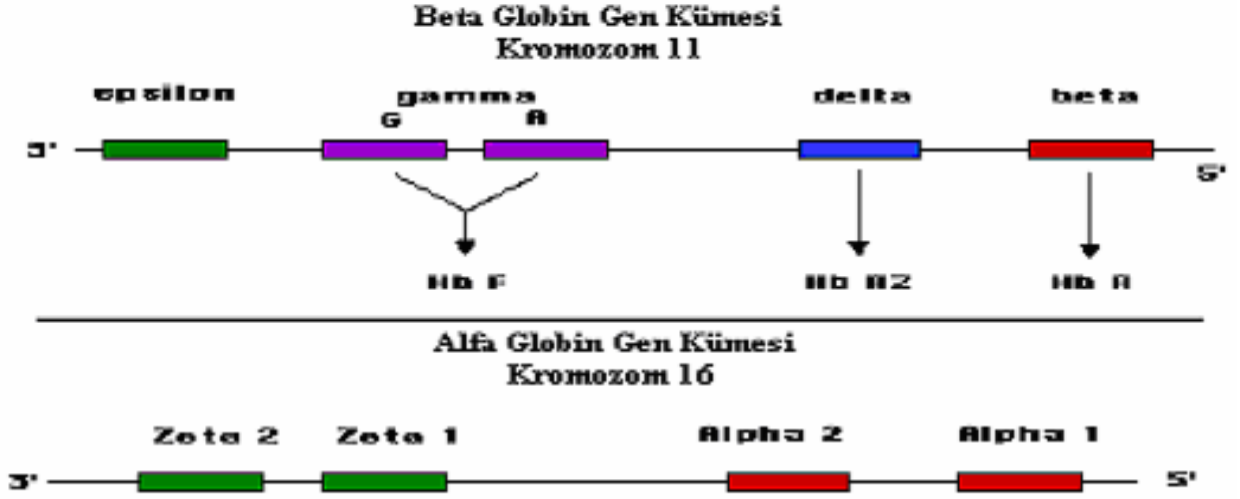 Beta Globin Gen Kümesi
Kromozom 11
epsilon gamma delta beta
G A
3' 5'
Hb F Hb A2 Hb A
Alfa Globin Gen Kümesi
Kromozom 16
Zeta 2 Zeta 1 Alpha 2 Alpha 1
3' 5'